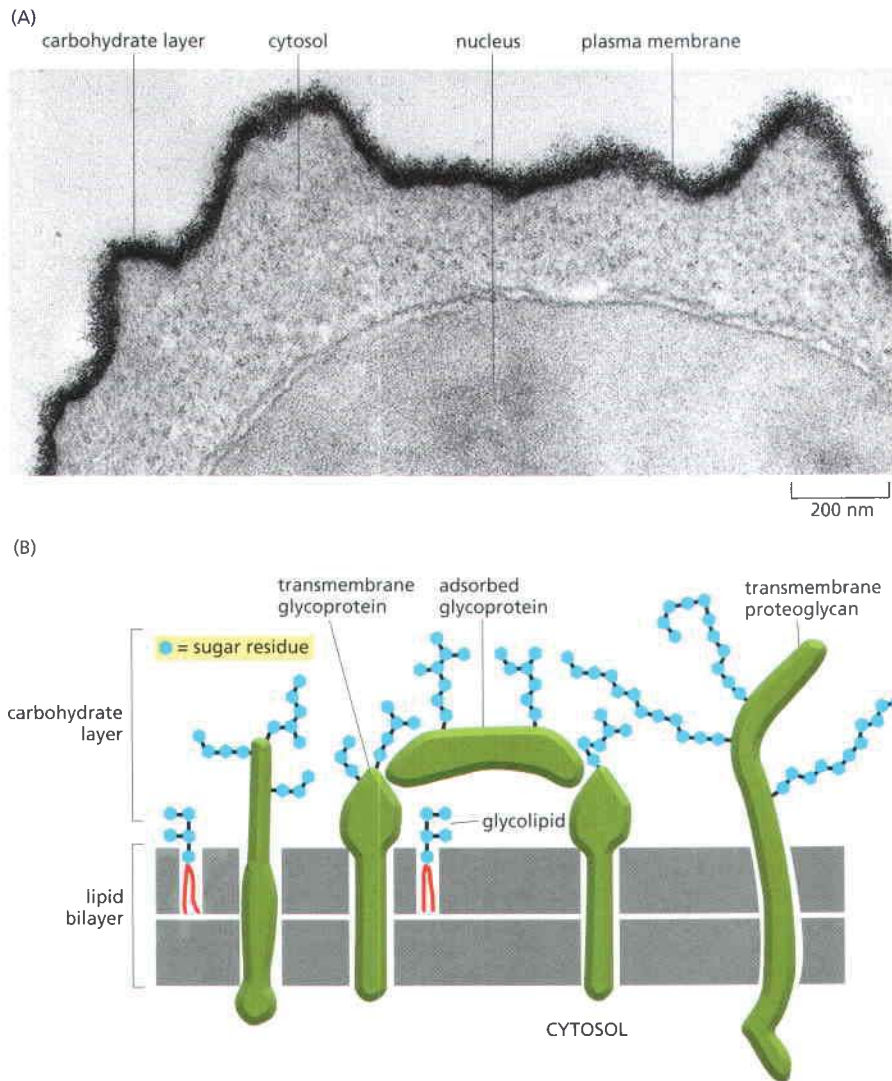 (A)
carbohydrate layer cytosol nucleus plasma membrane
200 nm
(B)
transmembrane
glycoprotein
adsorbed
glycoprotein
transmembrane
proteoglycan
= sugar residue
carbohydrate
layer
glycolipid
lipid
bilayer
CYTOSOL